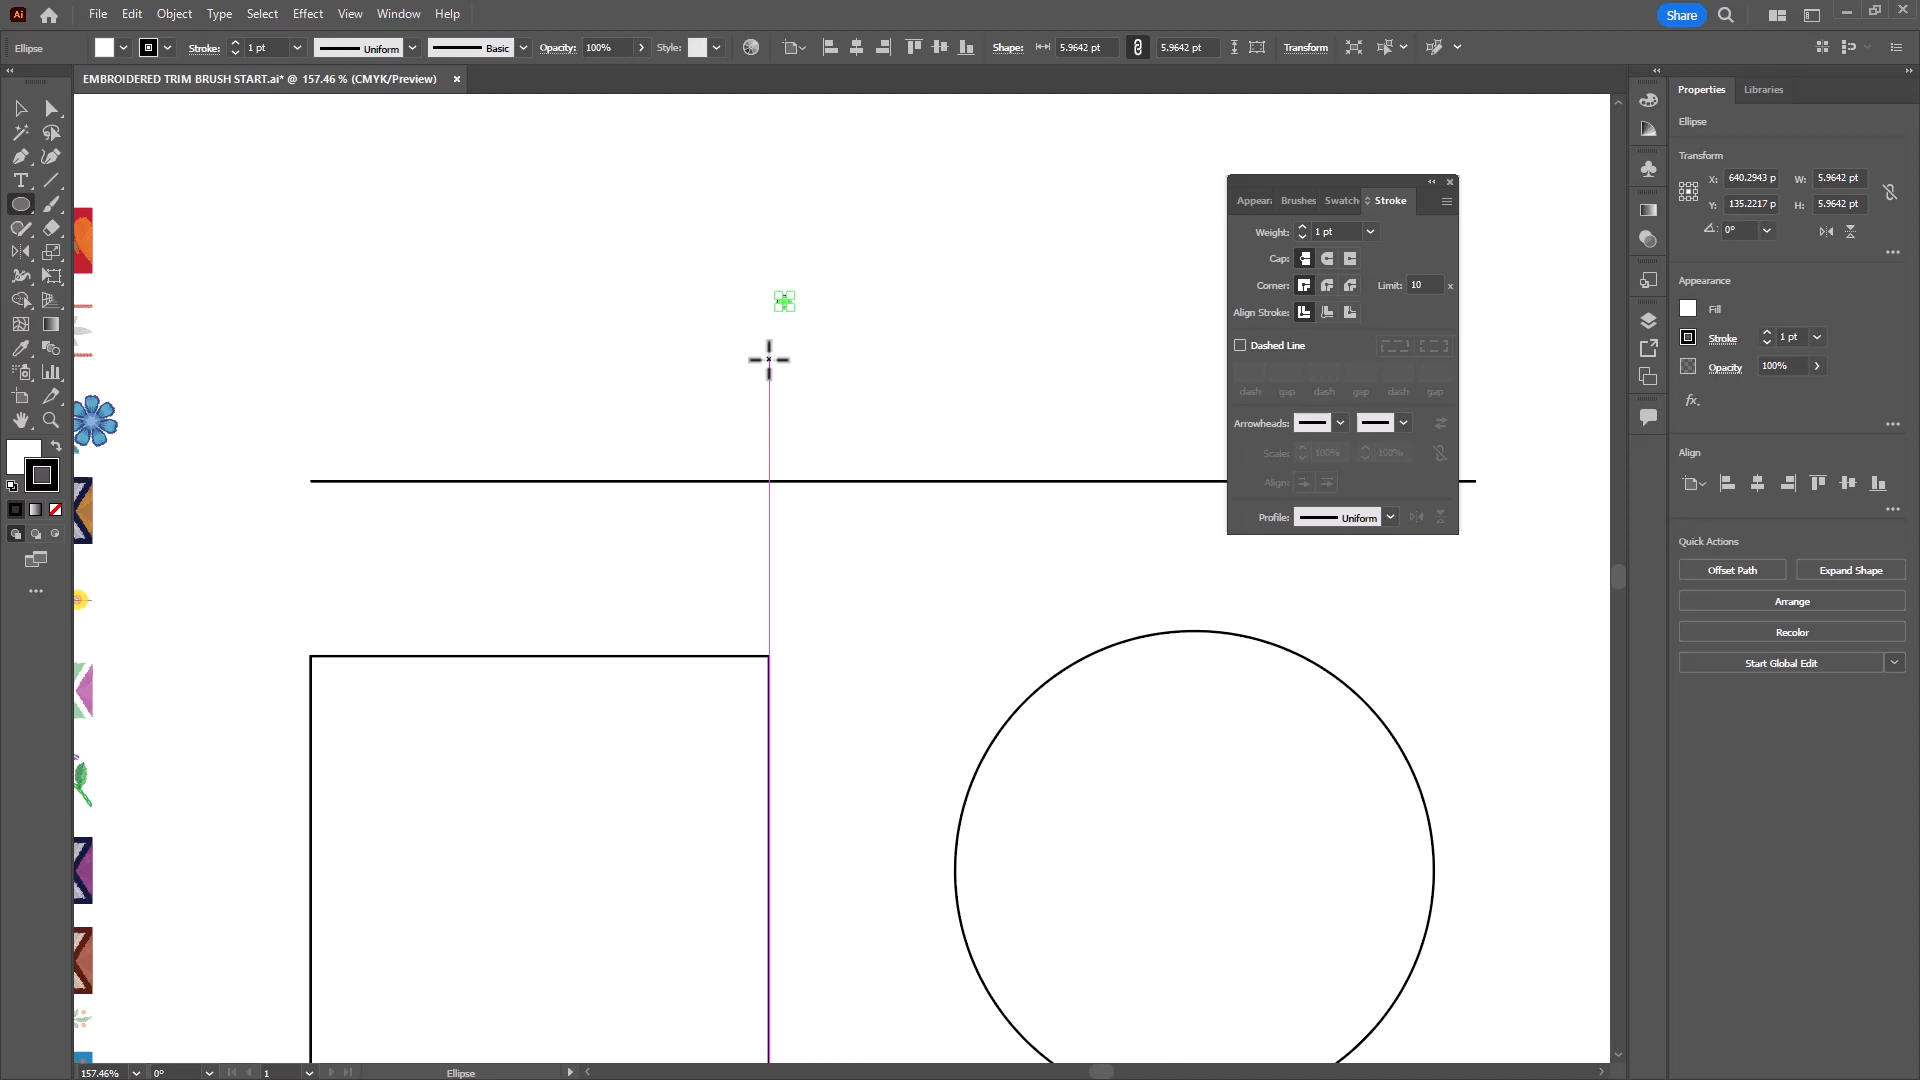 Ai File Edit Object Type Select Effect View Window Help Share
Ellipse Stroke: 1 pt Uniform Basic Opacity: 100% Style: Shape: 5.9642 pt 5.9642 pt Transform
EMBROIDERED TRIM BRUSH START.ai* @ 157.46 % (CMYK/Preview)
Properties Libraries
Ellipse
Transform
X: 640.2943 p W: 5.9642 pt
Y: 135.2217 p H: 5.9642 pt
0°
Appearance
Fill
Stroke 1 pt
Opacity 100%
fx.
Align
Quick Actions
Offset Path Expand Shape
Arrange
Recolor
Start Global Edit
Appear Brushes Swatch Stroke
Weight: 1 pt
Cap:
Corner: Limit: 10 x
Align Stroke:
Dashed Line
dash gap dash gap dash gap
Arrowheads:
Scale: 100% 100%
Align:
Profile: Uniform
157.46% 0° 1 Ellipse